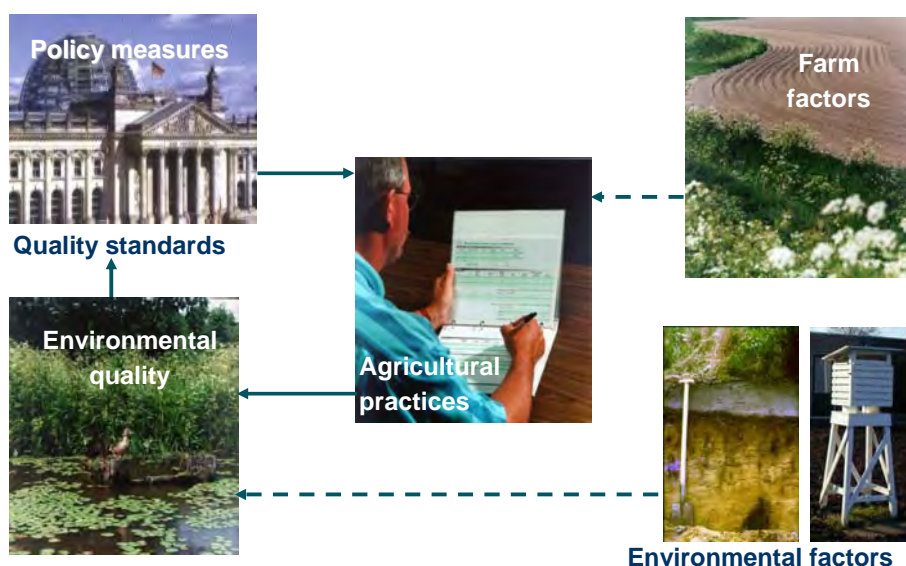 Policy measures
Farm
factors
Quality standards
Environmental
quality
Agricultural
practices
Environmental factors